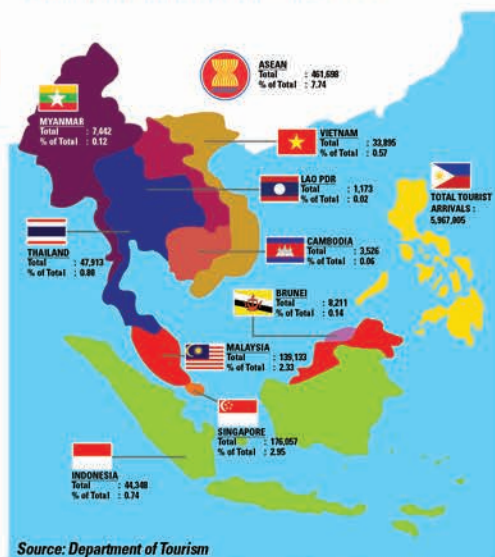 ASEAN
Total : 461,698
% of Total : 7.74
MYANMAR
Total : 7,442
% of Total : 0.12
VIETNAM
Total : 33,895
% of Total : 0.57
LAO PDR
Total : 1,173
% of Total : 0.02
TOTAL TOURIST
ARRIVALS :
5,967,005
THAILAND
Total : 47,913
% of Total : 0.80
CAMBODIA
Total : 3,526
% of Total : 0.06
BRUNEI
Total : 8,211
% of Total : 0.14
MALAYSIA
Total : 139,133
% of Total : 2.33
SINGAPORE
Total : 176,057
% of Total : 2.95
INDONESIA
Total : 44,348
% of Total : 0.74
Source: Department of Tourism